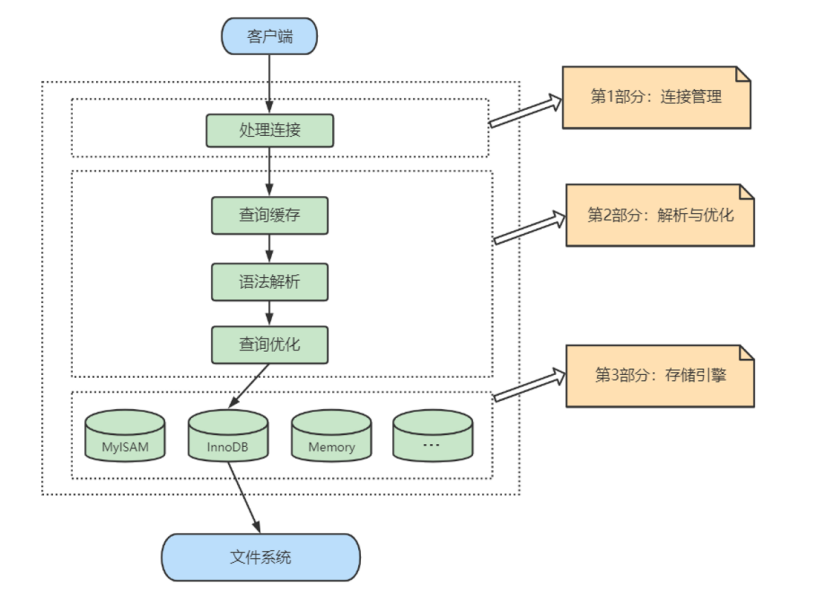 客户端
第1部分：连接管理
处理连接
查询缓存
第2部分：解析与优化
语法解析
查询优化
第3部分：存储引擎
MyISAM
InnoDB
Memory
...
文件系统